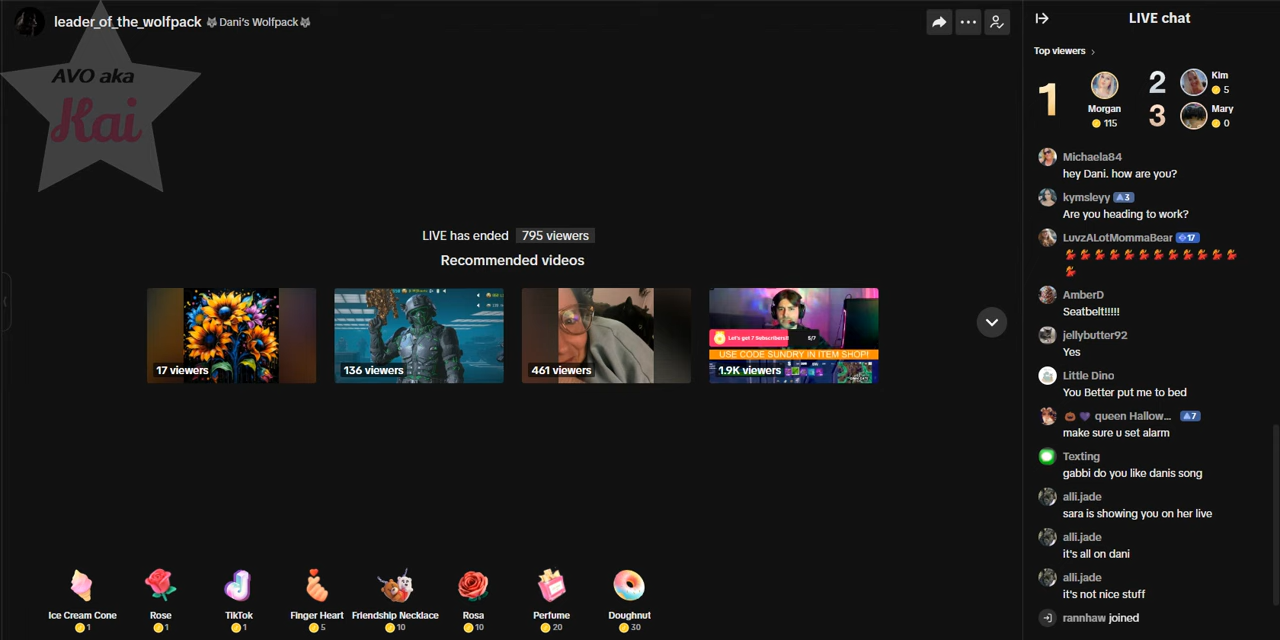 leader_of_the_wolfpack 🐺 Dani's Wolfpack 🐺
AVO aka
Kai
LIVE has ended 795 viewers
Recommended videos
17 viewers
136 viewers
461 viewers
Let's get 7 Subscribers!! 5/7
USE CODE SUNDRY IN ITEM SHOP!
1.9K viewers
Ice Cream Cone
1
Rose
1
TikTok
1
Finger Heart
5
Friendship Necklace
10
Rosa
10
Perfume
20
Doughnut
30
LIVE chat
Top viewers >
1
Morgan
115
2
Kim
5
3
Mary
0
Michaela84
hey Dani. how are you?
kymsleyy 3
Are you heading to work?
LuvzALotMommaBear 17
💃💃💃💃💃💃💃💃💃💃💃💃
💃
AmberD
Seatbelt!!!!!
jellybutter92
Yes
Little Dino
You Better put me to bed
🎃 💜 queen Hallow... 7
make sure u set alarm
Texting
gabbi do you like danis song
alli.jade
sara is showing you on her live
alli.jade
it's all on dani
alli.jade
it's not nice stuff
rannhaw joined